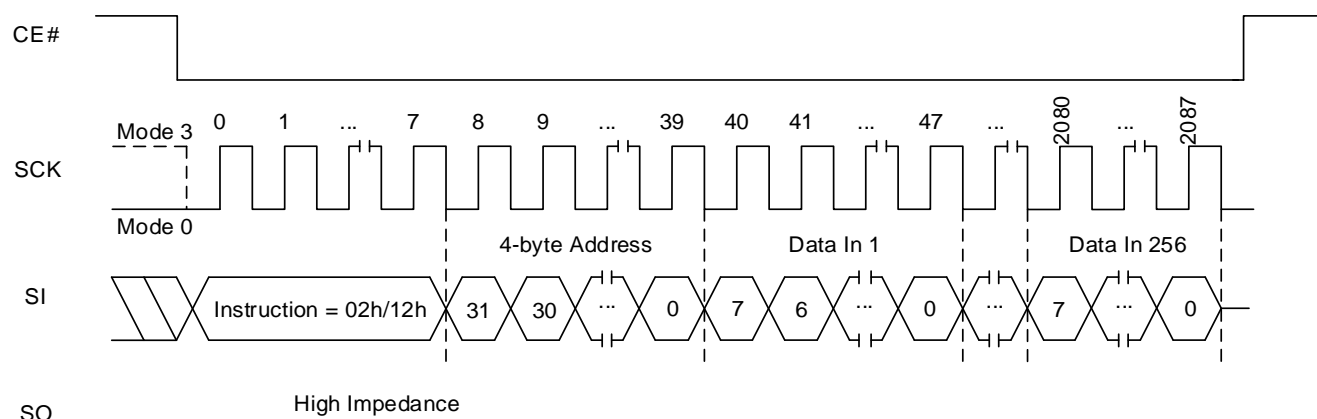 CE#
Mode 3
0 1 ... 7 8 9 ... 39 40 41 ... 47 ... 2080 ... 2087
SCK
Mode 0
4-byte Address Data In 1 Data In 256
SI
Instruction = 02h/12h 31 30 ... 0 7 6 ... 0 ... 7 ... 0
High Impedance
SO